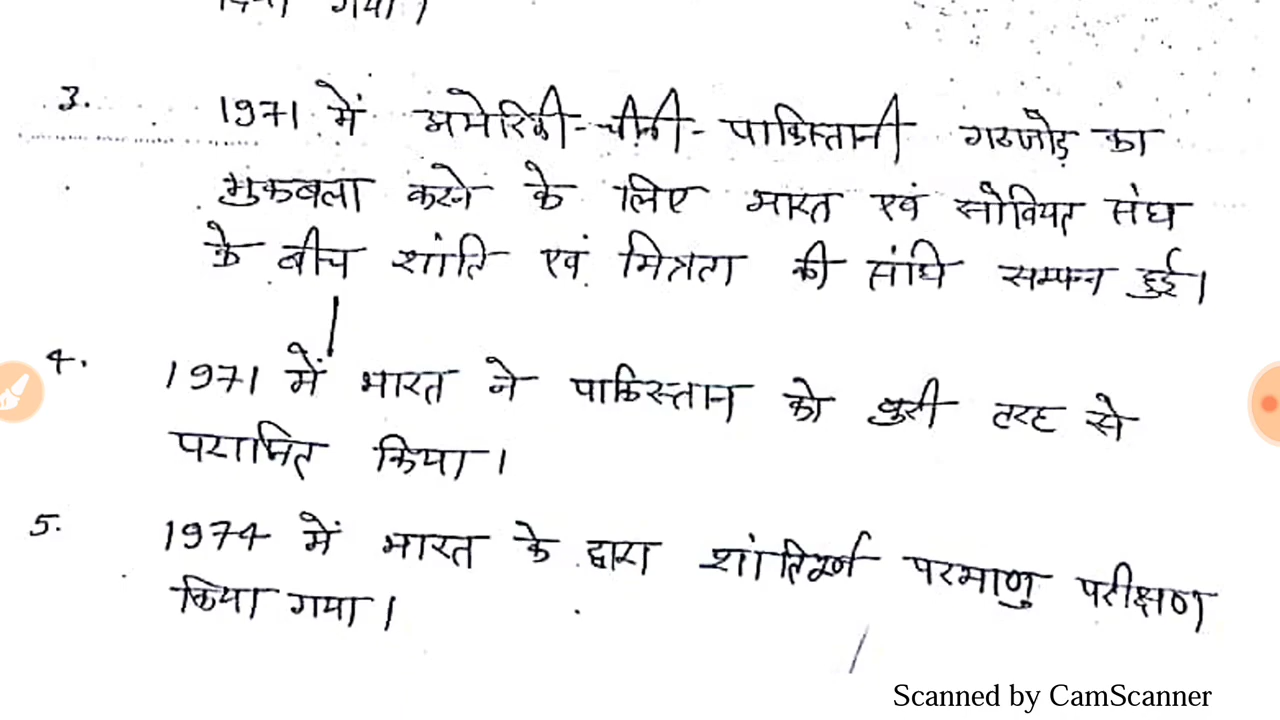 दिया गया।
3. 1971 में अमेरिकी-चीनी-पाकिस्तानी गठजोड़ का
मुकबला करने के लिए भारत एवं सोवियत संघ
के बीच शांति एवं मित्रता की संधि सम्पन्न हुई।
4. 1971 में भारत ने पाकिस्तान को बुरी तरह से
पराजित किया।
5. 1974 में भारत के द्वारा शांतिपूर्ण परमाणु परीक्षण
किया गया।
Scanned by CamScanner